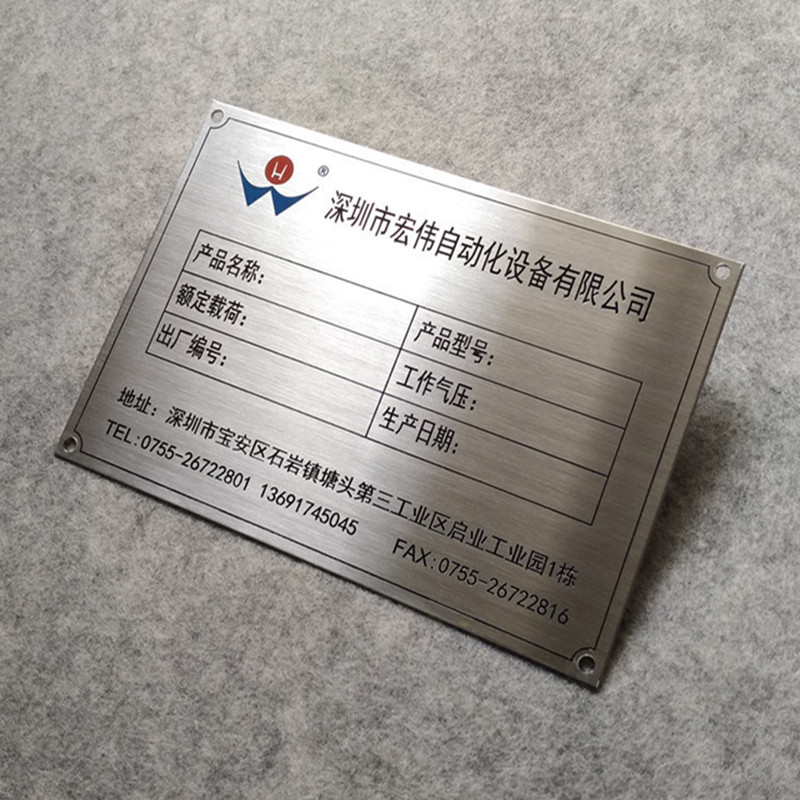 H
®
深圳市宏伟自动化设备有限公司
产品名称:
产品型号:
额定载荷:
工作气压:
出厂编号:
生产日期:
地址: 深圳市宝安区石岩镇塘头第三工业区启业工业园1栋
TEL:0755-26722801 13691745045 FAX:0755-26722816